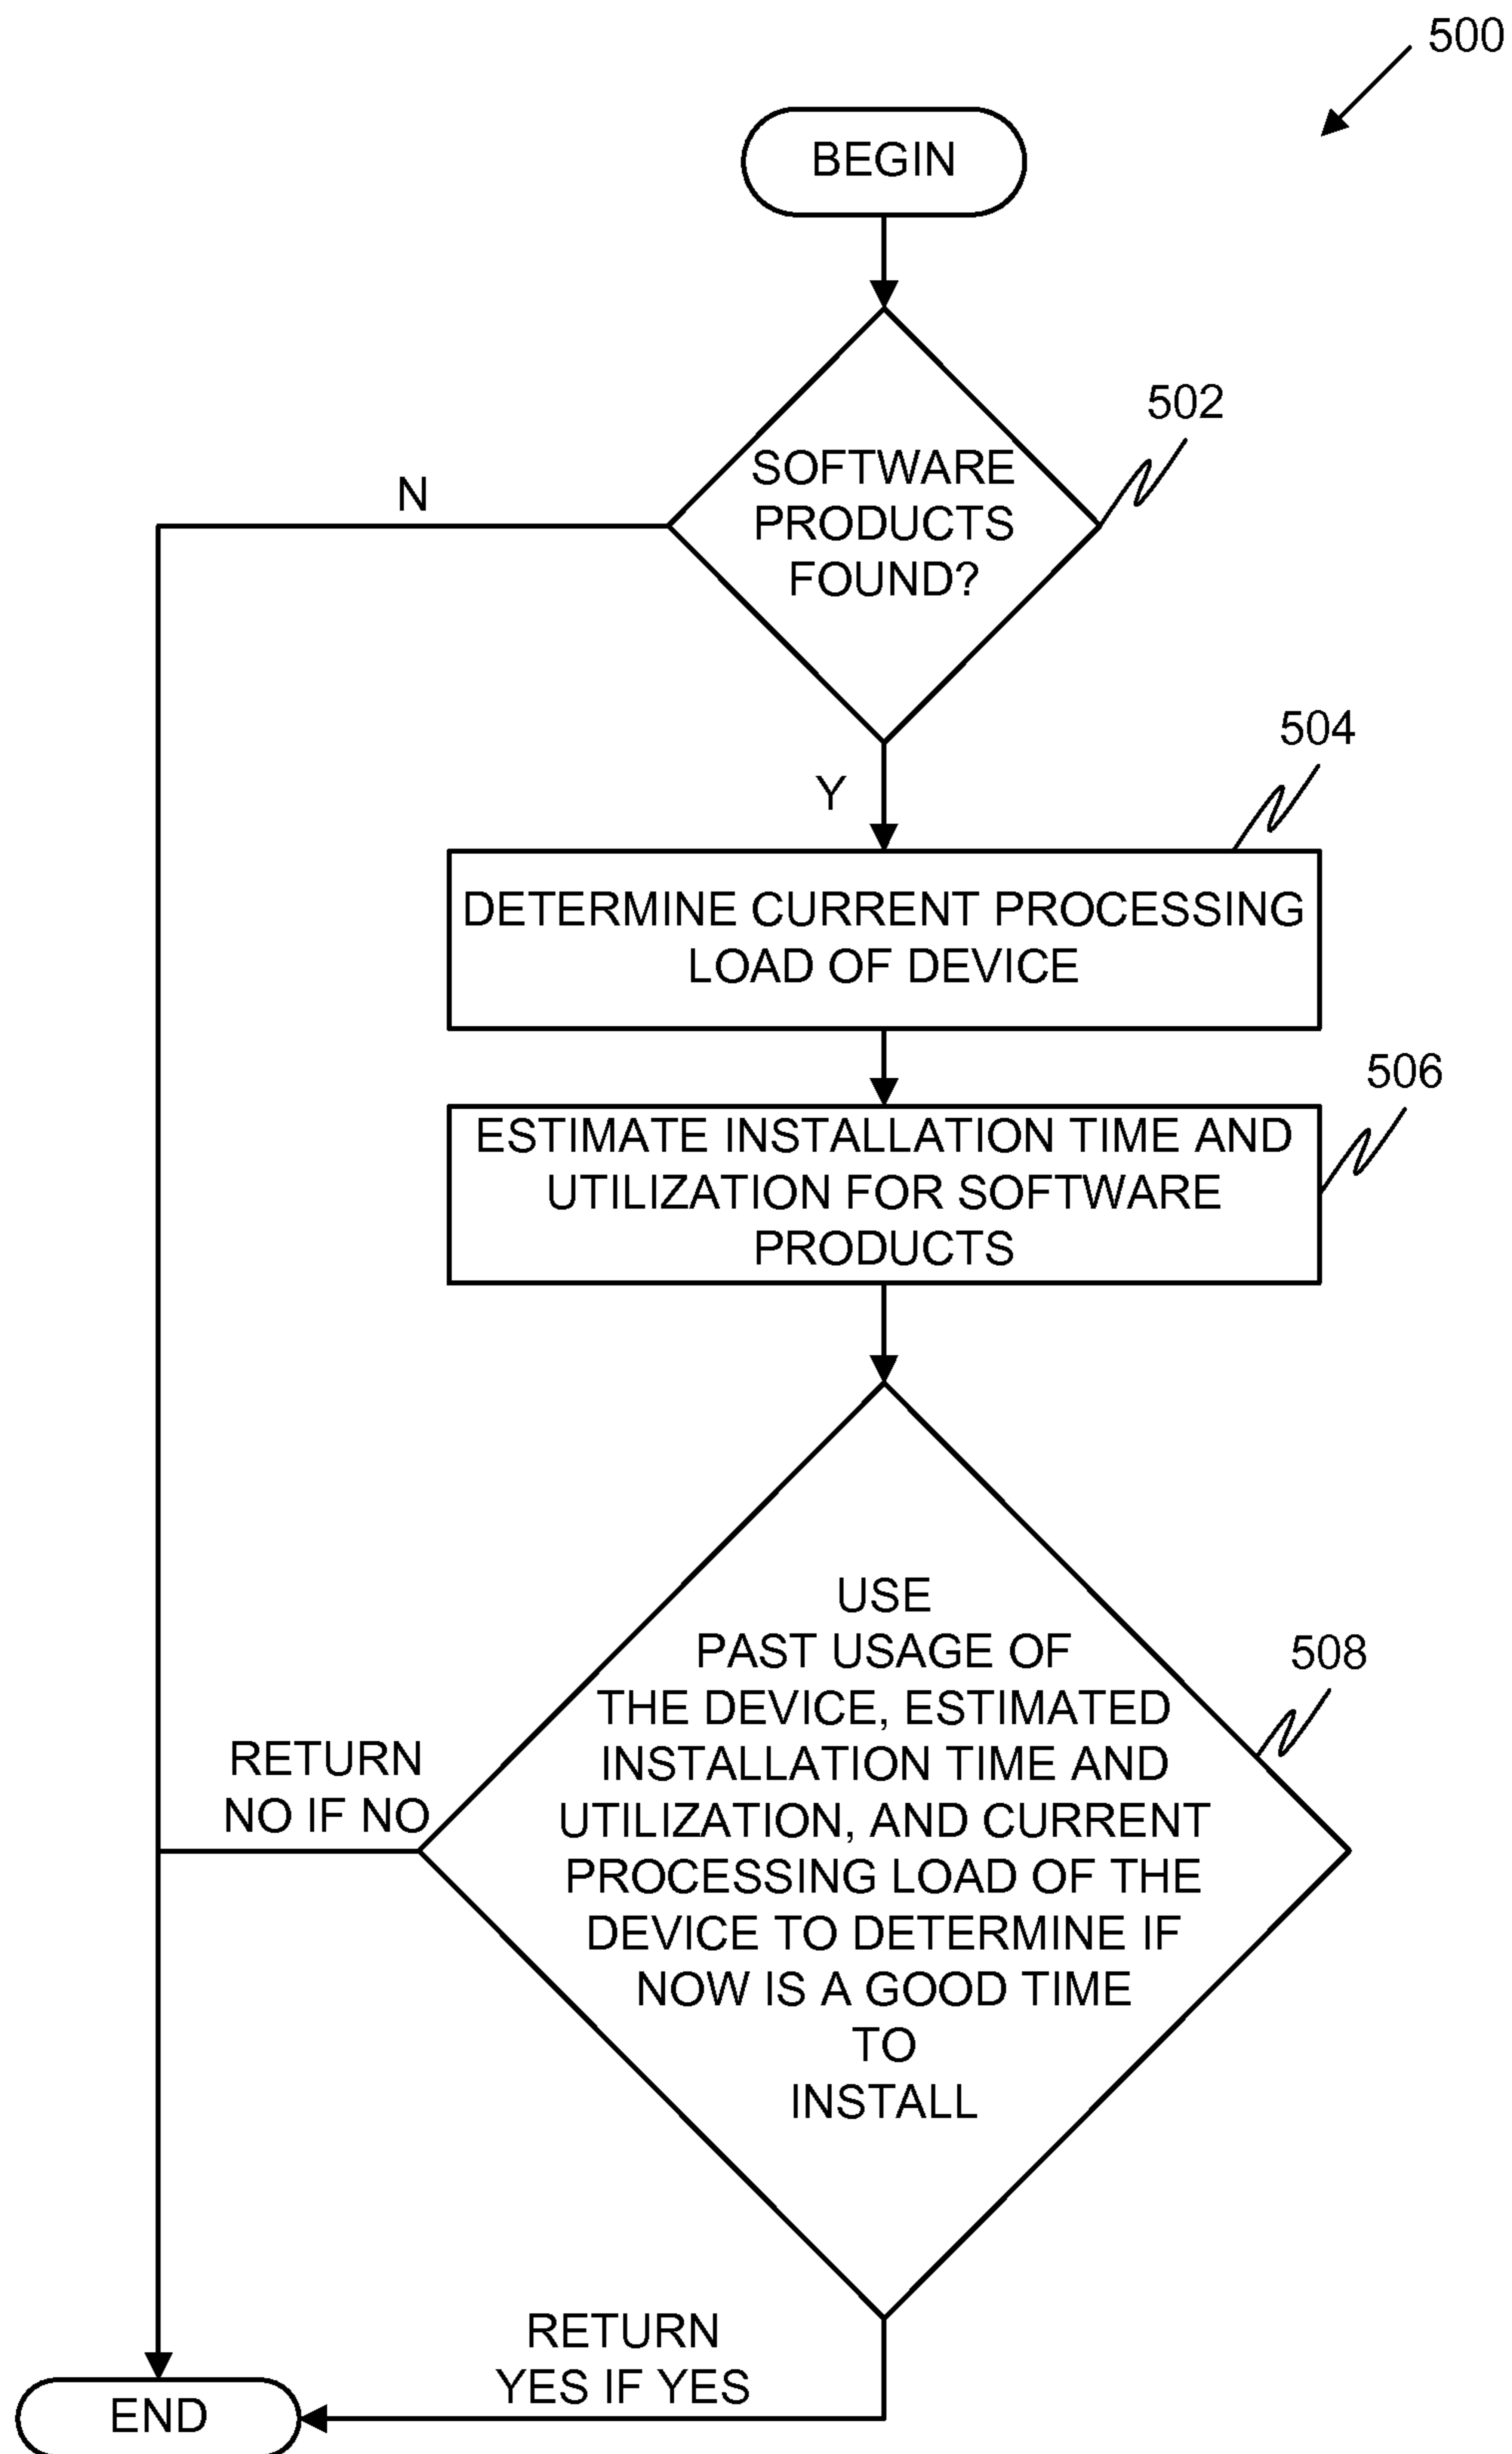 500
BEGIN
502
SOFTWARE
PRODUCTS
FOUND?
N
504
Y
DETERMINE CURRENT PROCESSING
LOAD OF DEVICE
506
ESTIMATE INSTALLATION TIME AND
UTILIZATION FOR SOFTWARE
PRODUCTS
508
USE
PAST USAGE OF
THE DEVICE, ESTIMATED
INSTALLATION TIME AND
UTILIZATION, AND CURRENT
PROCESSING LOAD OF THE
DEVICE TO DETERMINE IF
NOW IS A GOOD TIME
TO
INSTALL
RETURN
NO IF NO
RETURN
YES IF YES
END